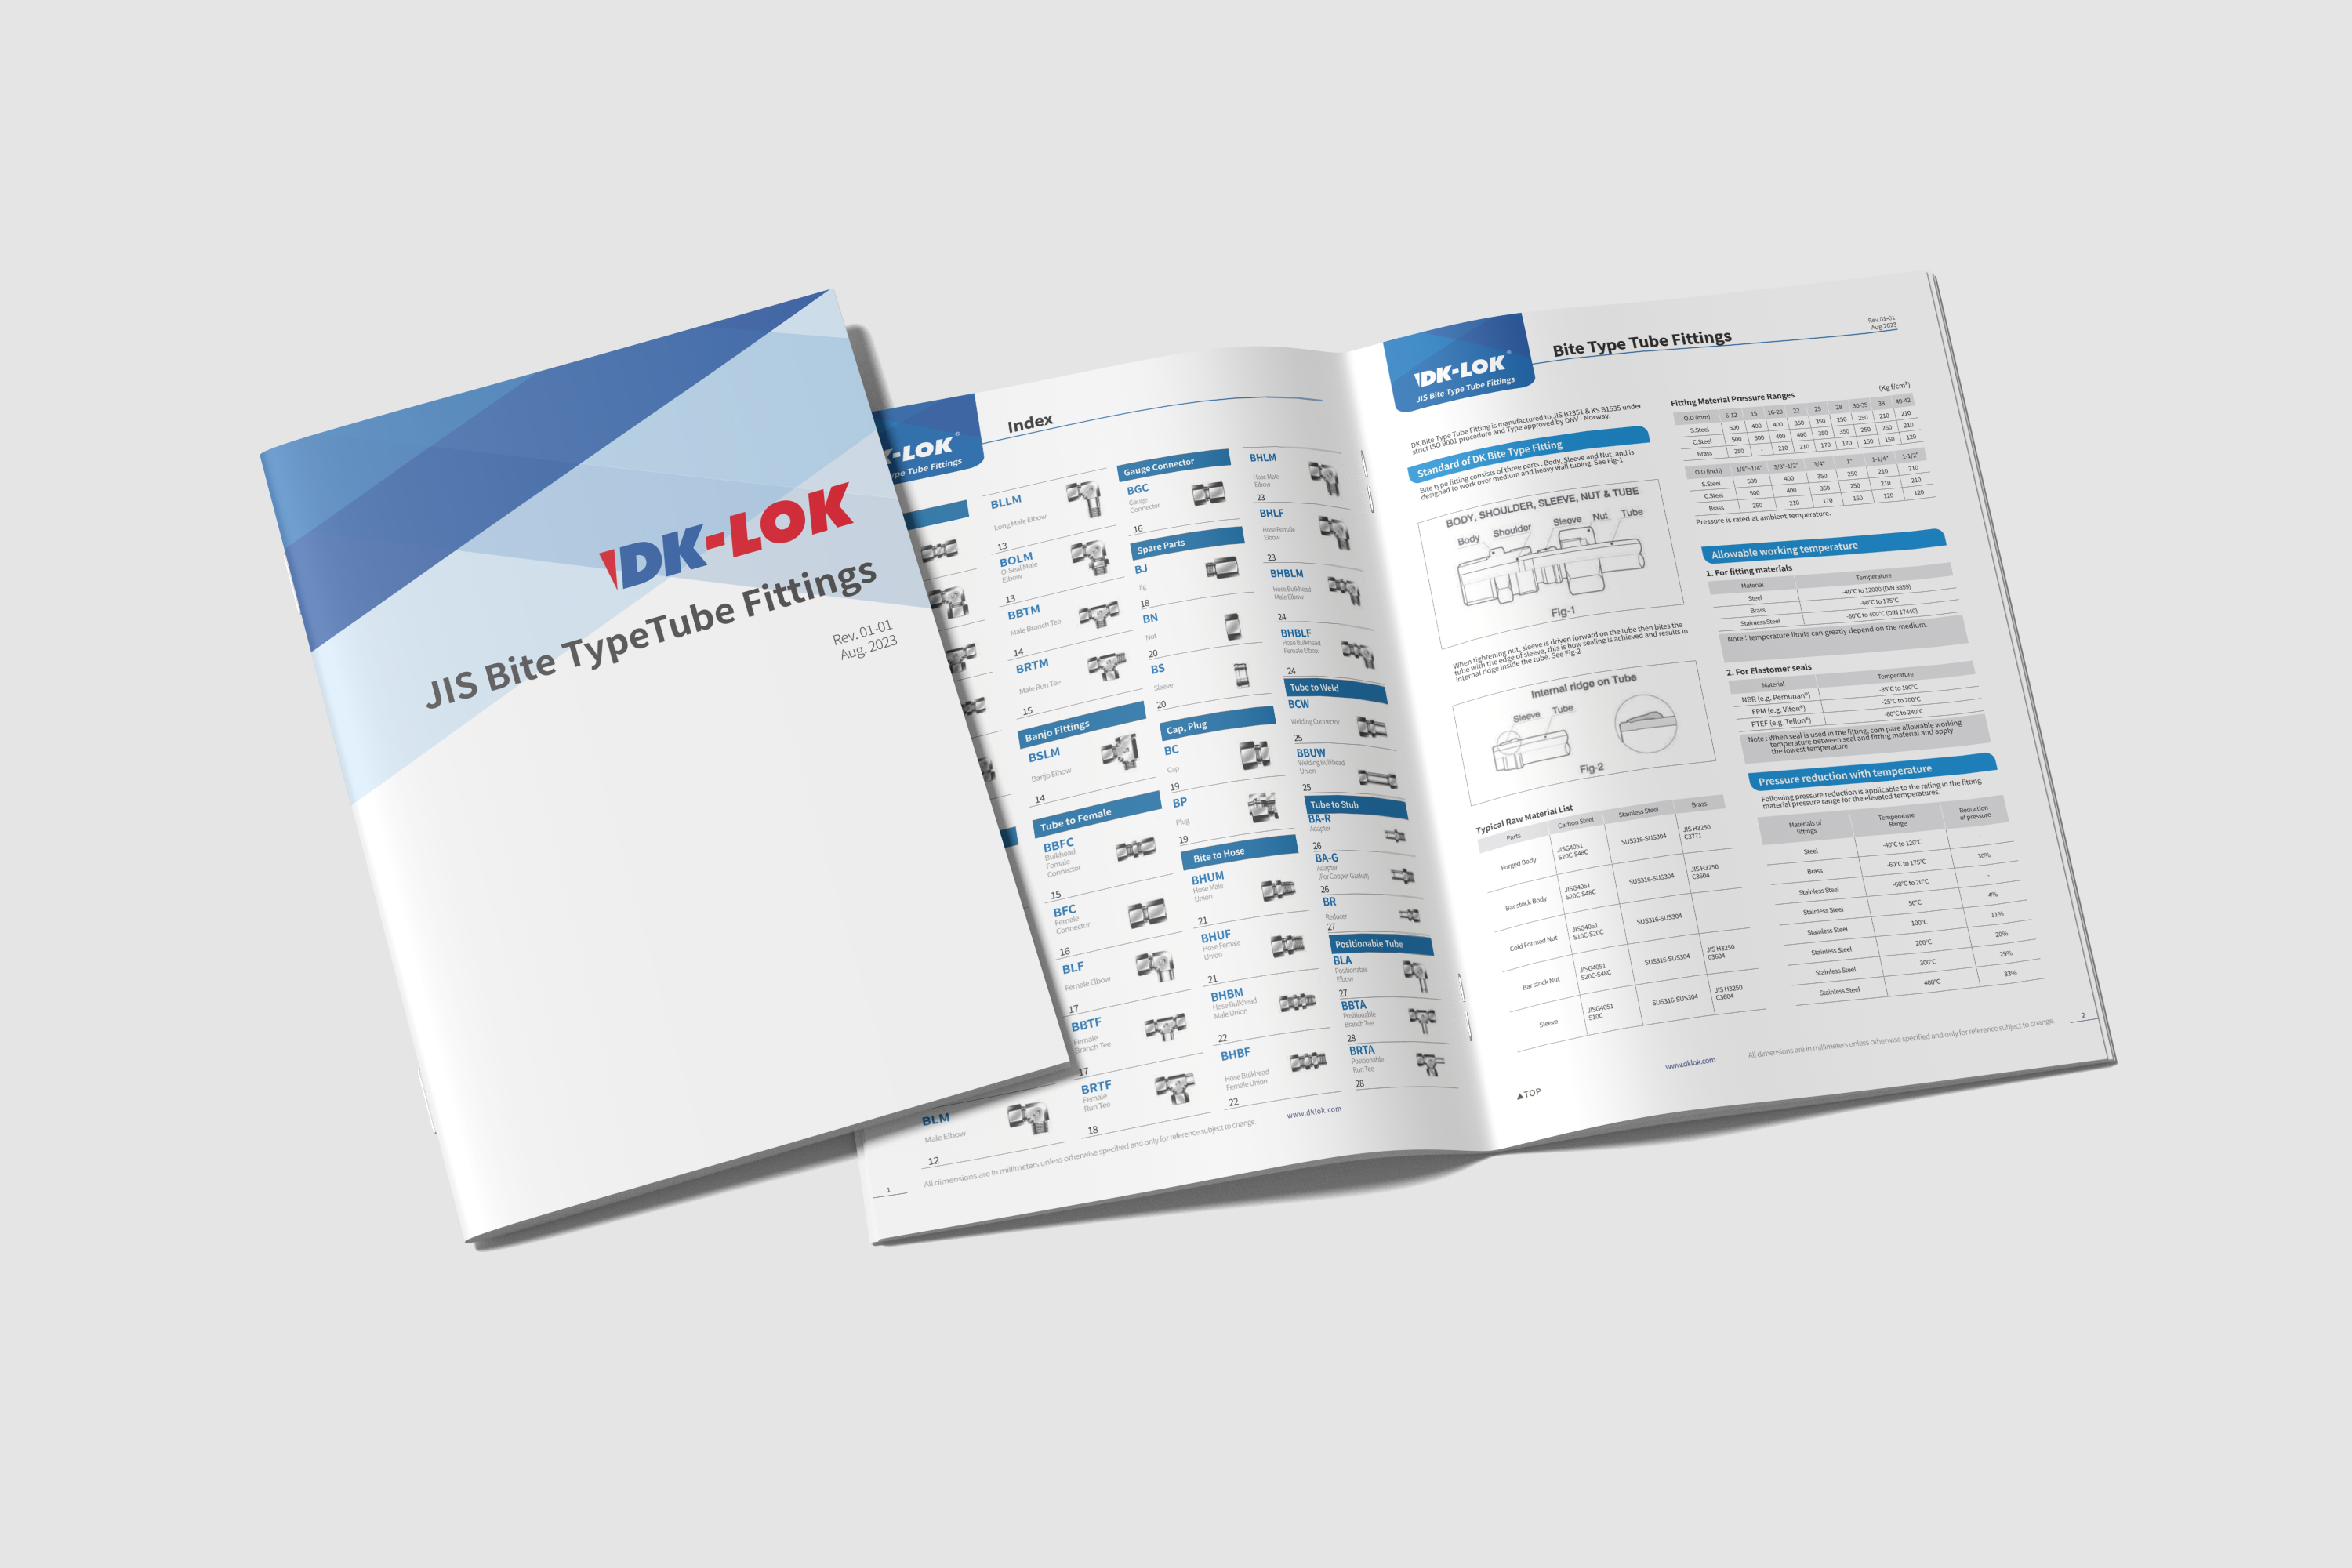 DK-LOK
JIS Bite TypeTube Fittings
Rev. 01-01
Aug. 2023
-LOK®
pe Tube Fittings
Index
BLLM
Long Male Elbow
13
BOLM
O-Seal Male
Elbow
13
BBTM
Male Branch Tee
14
BRTM
Male Run Tee
15
Banjo Fittings
BSLM
Banjo Elbow
14
Tube to Female
BBFC
Bulkhead
Female
Connector
15
BFC
Female
Connector
16
BLF
Female Elbow
17
BBTF
Female
Branch Tee
17
BRTF
Female
Run Tee
18
BLM
Male Elbow
12
Gauge Connector
BGC
Gauge
Connector
16
Spare Parts
BJ
Jig
18
BN
Nut
20
BS
Sleeve
20
Cap, Plug
BC
Cap
19
BP
Plug
19
Bite to Hose
BHUM
Hose Male
Union
21
BHUF
Hose Female
Union
21
BHBM
Hose Bulkhead
Male Union
22
BHBF
Hose Bulkhead
Female Union
22
BHLM
Hose Male
Elbow
23
BHLF
Hose Female
Elbow
23
BHBLM
Hose Bulkhead
Male Elbow
24
BHBLF
Hose Bulkhead
Female Elbow
24
Tube to Weld
BCW
Welding Connector
25
BBUW
Welding Bulkhead
Union
25
Tube to Stub
BA-R
Adapter
26
BA-G
Adapter
(For Copper Gasket)
26
BR
Reducer
27
Positionable Tube
BLA
Positionable
Elbow
27
BBTA
Positionable
Branch Tee
28
BRTA
Positionable
Run Tee
28
1
All dimensions are in millimeters unless otherwise specified and only for reference subject to change.
www.dklok.com
DK-LOK®
JIS Bite Type Tube Fittings
Bite Type Tube Fittings
Rev.01-01
Aug.2023
DK Bite Type Tube Fitting is manufactured to JIS B2351 & KS B1535 under
strict ISO 9001 procedure and Type approved by DNV - Norway.
Standard of DK Bite Type Fitting
Bite type fitting consists of three parts : Body, Sleeve and Nut, and is
designed to work over medium and heavy wall tubing. See Fig-1
BODY, SHOULDER, SLEEVE, NUT & TUBE
Body Shoulder Sleeve Nut Tube
Fig-1
When tightening nut, sleeve is driven forward on the tube then bites the
tube with the edge of sleeve, this is how sealing is achieved and results in
internal ridge inside the tube. See Fig-2
Internal ridge on Tube
Sleeve Tube
Fig-2
Typical Raw Material List
Parts Carbon Steel Stainless Steel Brass
Forged Body JISG4051 S20C-S48C SUS316-SUS304 JIS H3250 C3771
Bar stock Body JISG4051 S20C-S48C SUS316-SUS304 JIS H3250 C3604
Cold Formed Nut JISG4051 S10C-S20C SUS316-SUS304
Bar stock Nut JISG4051 S20C-S48C SUS316-SUS304 JIS H3250 03604
Sleeve JISG4051 S10C SUS316-SUS304 JIS H3250 C3604
▲TOP
Fitting Material Pressure Ranges
(Kg f/cm²)
O.D (mm) 6-12 15 16-20 22 25 28 30-35 38 40-42
S.Steel 500 400 400 350 350 250 250 210 210
C.Steel 500 500 400 400 350 350 250 250 210
Brass 250 - 210 210 170 170 150 150 120
O.D (inch) 1/8"~1/4" 3/8"-1/2" 3/4" 1" 1-1/4" 1-1/2"
S.Steel 500 400 350 250 210 210
C.Steel 500 400 350 250 210 210
Brass 250 210 170 150 120 120
Pressure is rated at ambient temperature.
Allowable working temperature
1. For fitting materials
Material Temperature
Steel -40°C to 12000 (DIN 3859)
Brass -60°C to 175°C
Stainless Steel -60°C to 400°C (DIN 17440)
Note : temperature limits can greatly depend on the medium.
2. For Elastomer seals
Material Temperature
NBR (e.g. Perbunan®) -35°C to 100°C
FPM (e.g. Viton®) -25°C to 200°C
PTEF (e.g. Teflon®) -60°C to 240°C
Note : When seal is used in the fitting, com pare allowable working
temperature between seal and fitting material and apply
the lowest temperature
Pressure reduction with temperature
Following pressure reduction is applicable to the rating in the fitting
material pressure range for the elevated temperatures.
Materials of fittings Temperature Range Reduction of pressure
Steel -40°C to 120°C -
Brass -60°C to 175°C 30%
Stainless Steel -60°C to 20°C -
Stainless Steel 50°C 4%
Stainless Steel 100°C 11%
Stainless Steel 200°C 20%
Stainless Steel 300°C 29%
Stainless Steel 400°C 33%
www.dklok.com
All dimensions are in millimeters unless otherwise specified and only for reference subject to change.
2